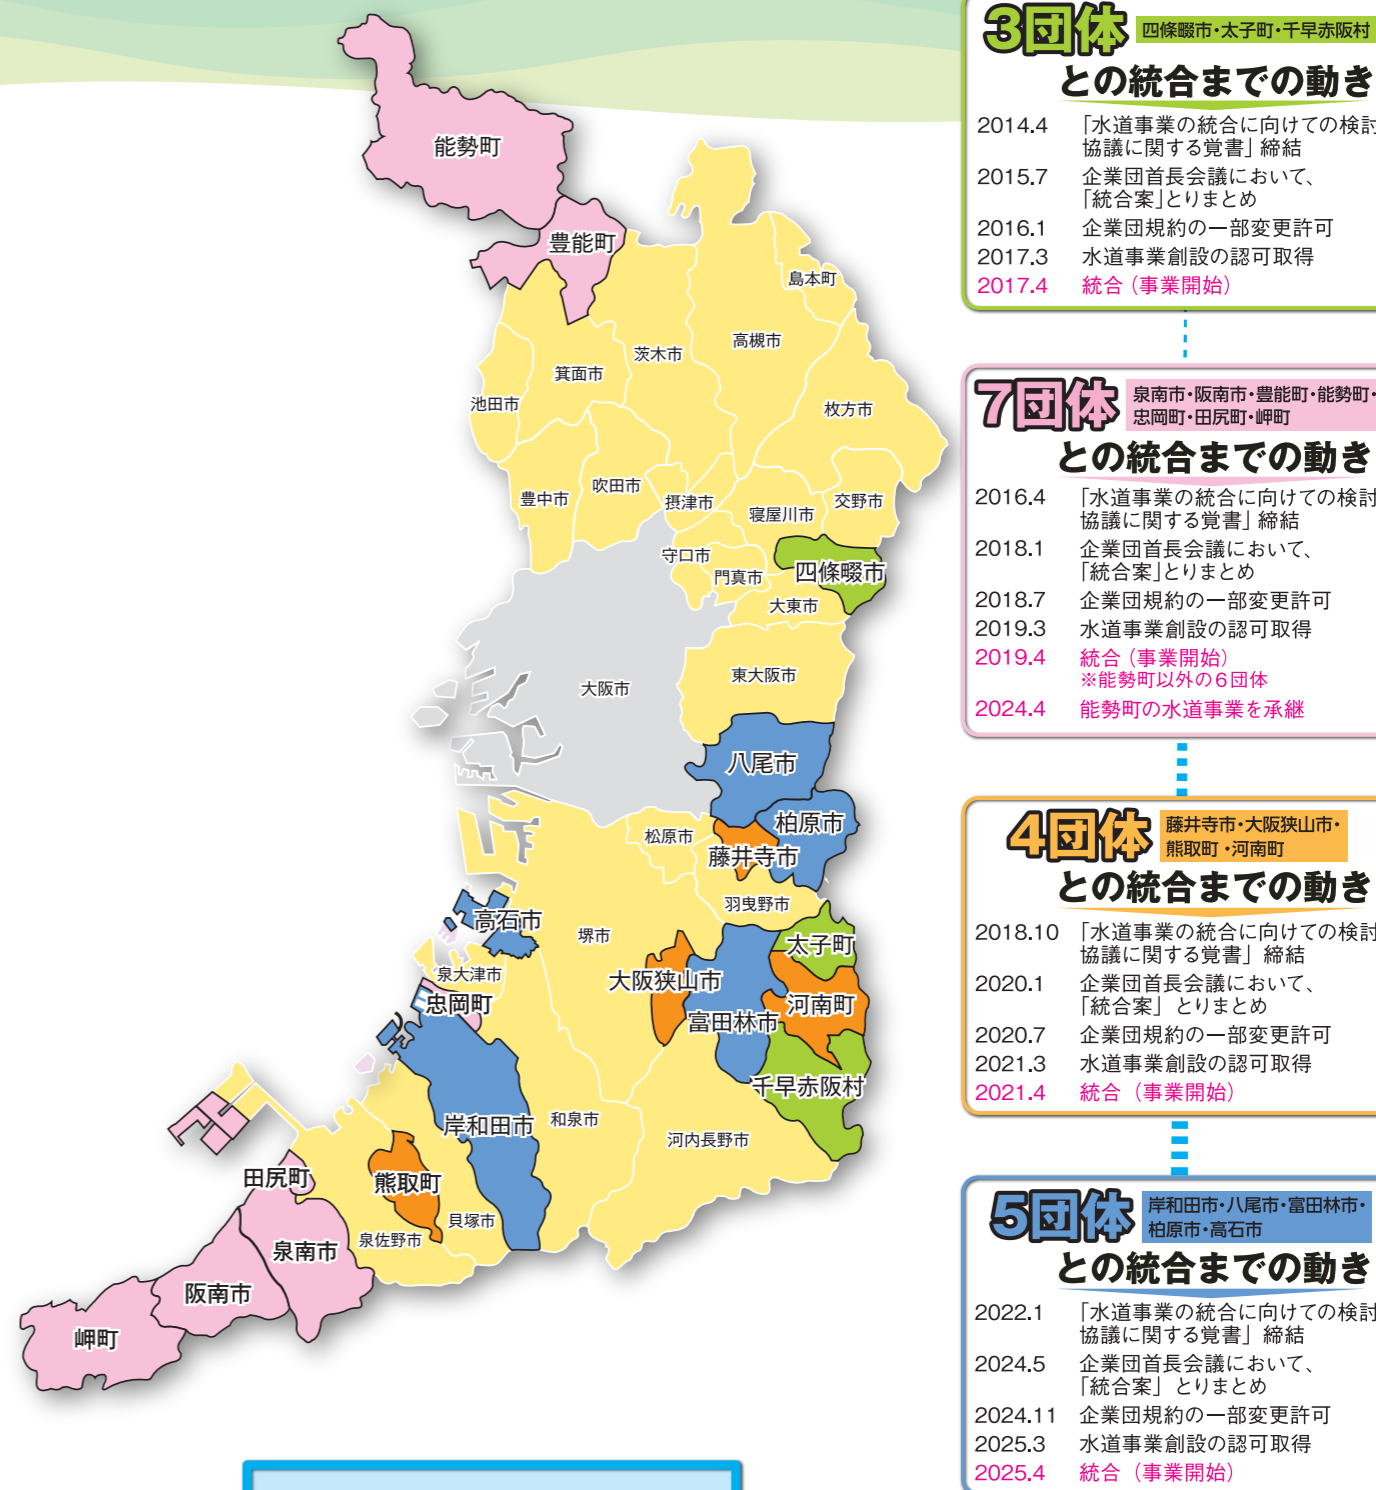 能勢町
豊能町
島本町
高槻市
茨木市
箕面市
池田市
枚方市
豊中市
吹田市
摂津市
寝屋川市
交野市
守口市
門真市
四條畷市
大東市
東大阪市
大阪市
八尾市
柏原市
松原市
藤井寺市
羽曳野市
高石市
堺市
太子町
泉大津市
大阪狭山市
忠岡町
河南町
富田林市
千早赤阪村
岸和田市
和泉市
河内長野市
田尻町
熊取町
貝塚市
泉佐野市
泉南市
阪南市
岬町
3団体 四條畷市・太子町・千早赤阪村
との統合までの動き
2014.4 「水道事業の統合に向けての検討
協議に関する覚書」締結
2015.7 企業団首長会議において、
「統合案」とりまとめ
2016.1 企業団規約の一部変更許可
2017.3 水道事業創設の認可取得
2017.4 統合（事業開始）
7団体 泉南市・阪南市・豊能町・能勢町・
忠岡町・田尻町・岬町
との統合までの動き
2016.4 「水道事業の統合に向けての検討
協議に関する覚書」締結
2018.1 企業団首長会議において、
「統合案」とりまとめ
2018.7 企業団規約の一部変更許可
2019.3 水道事業創設の認可取得
2019.4 統合（事業開始）
※能勢町以外の６団体
2024.4 能勢町の水道事業を承継
4団体 藤井寺市・大阪狭山市・
熊取町・河南町
との統合までの動き
2018.10 「水道事業の統合に向けての検討
協議に関する覚書」締結
2020.1 企業団首長会議において、
「統合案」とりまとめ
2020.7 企業団規約の一部変更許可
2021.3 水道事業創設の認可取得
2021.4 統合（事業開始）
5団体 岸和田市・八尾市・富田林市・
柏原市・高石市
との統合までの動き
2022.1 「水道事業の統合に向けての検討
協議に関する覚書」締結
2024.5 企業団首長会議において、
「統合案」とりまとめ
2024.11 企業団規約の一部変更許可
2025.3 水道事業創設の認可取得
2025.4 統合（事業開始）